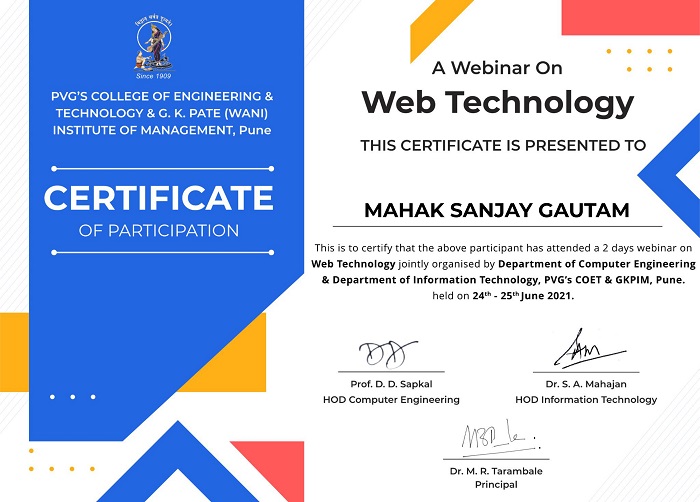 Since 1909
PVG'S COLLEGE OF ENGINEERING &
TECHNOLOGY & G. K. PATE (WANI)
INSTITUTE OF MANAGEMENT, Pune
CERTIFICATE
OF PARTICIPATION
A Webinar On
Web Technology
THIS CERTIFICATE IS PRESENTED TO
MAHAK SANJAY GAUTAM
This is to certify that the above participant has attended a 2 days webinar on
Web Technology jointly organised by Department of Computer Engineering
& Department of Information Technology, PVG's COET & GKPIM, Pune.
held on 24th - 25th June 2021.
Prof. D. D. Sapkal
HOD Computer Engineering
Dr. S. A. Mahajan
HOD Information Technology
Dr. M. R. Tarambale
Principal